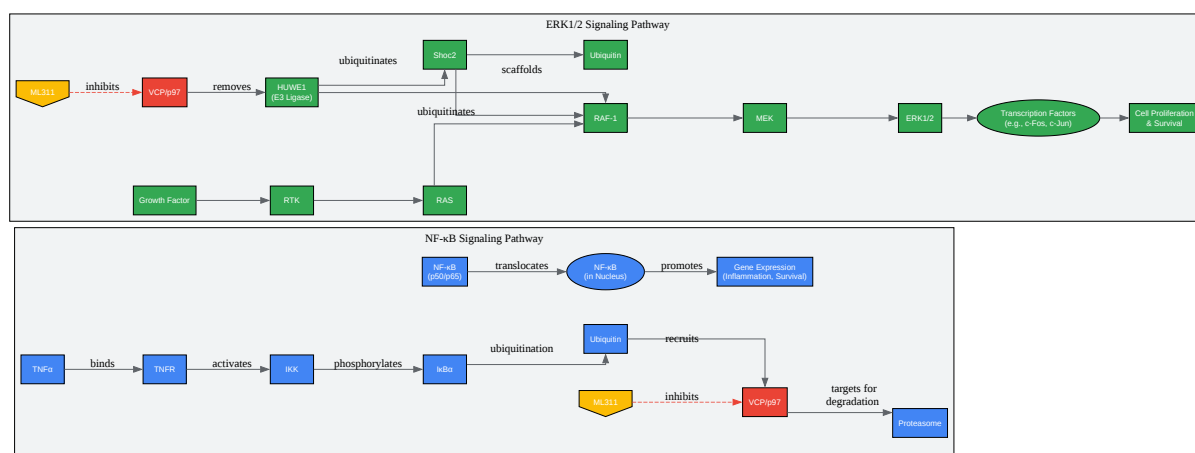 ERK1/2 Signaling Pathway
Shoc2
Ubiquitin
ubiquitinates
scaffolds
ML311
inhibits
VCP/p97
removes
HUWE1
(E3 Ligase)
ubiquitinates
RAF-1
MEK
ERK1/2
Transcription Factors
(e.g., c-Fos, c-Jun)
Cell Proliferation
& Survival
Growth Factor
RTK
RAS
NF-κB Signaling Pathway
NF-κB
(p50/p65)
translocates
NF-κB
(in Nucleus)
promotes
Gene Expression
(Inflammation, Survival)
TNFα
binds
TNFR
activates
IKK
phosphorylates
IκBα
ubiquitination
Ubiquitin
recruits
ML311
inhibits
VCP/p97
targets for
degradation
Proteasome